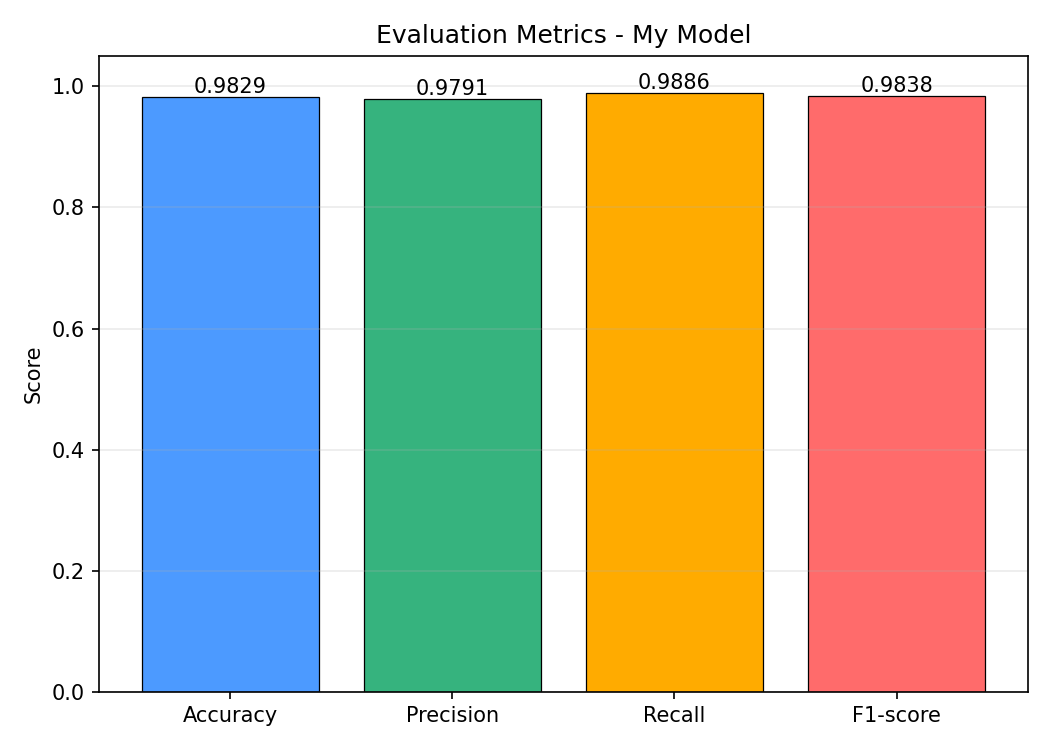 Evaluation Metrics - My Model
Score
1.0
0.8
0.6
0.4
0.2
0.0
0.9829
0.9791
0.9886
0.9838
Accuracy
Precision
Recall
F1-score